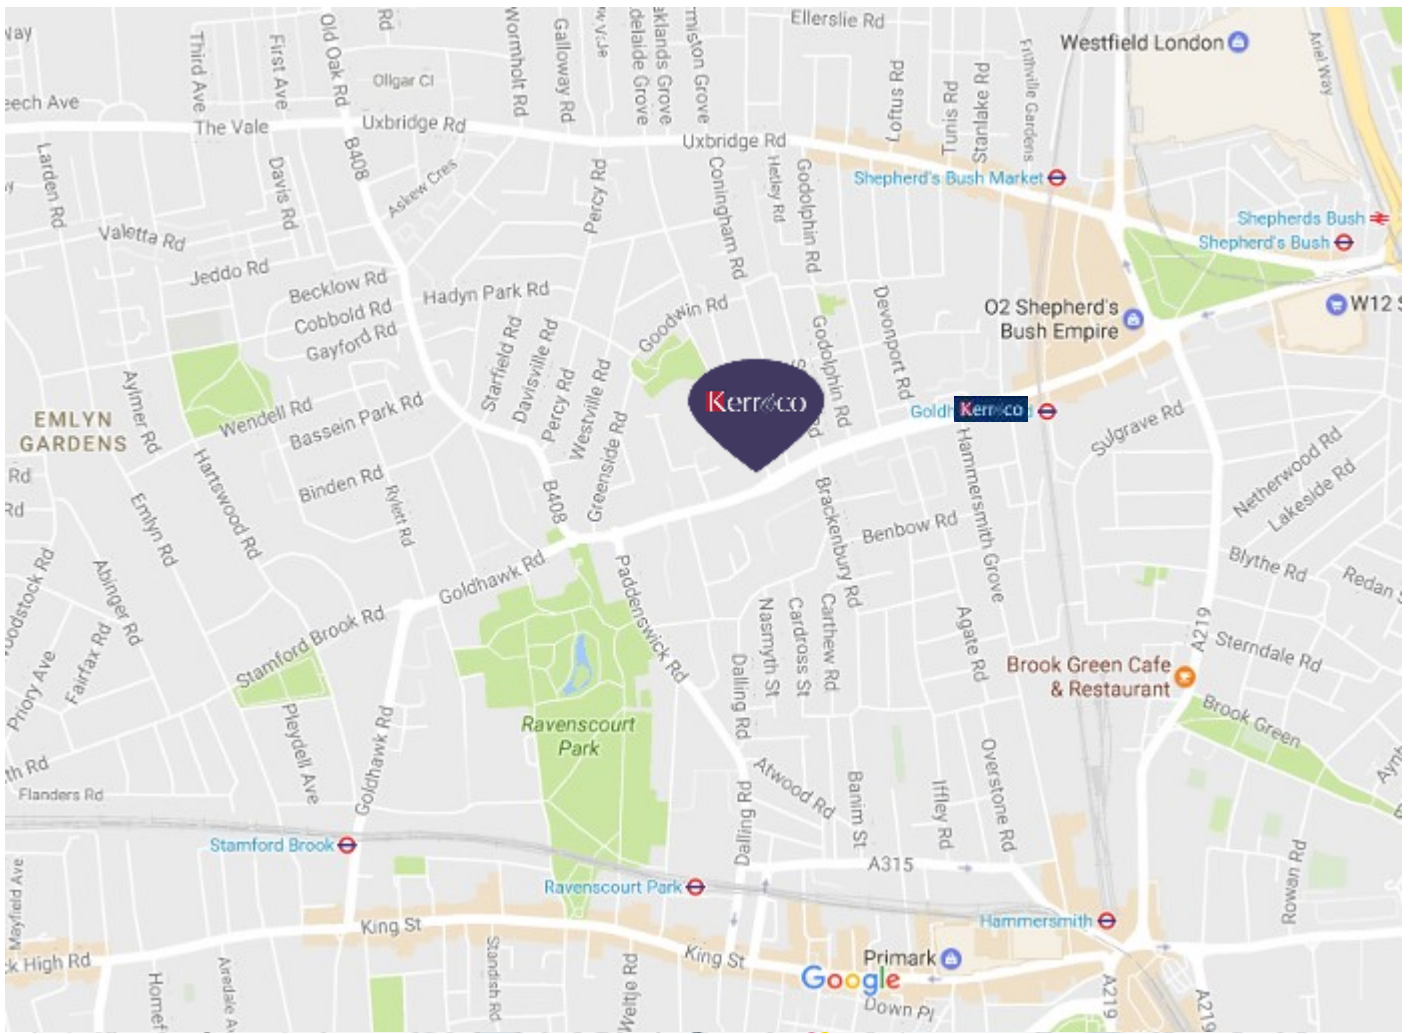 Way
Third Ave
First Ave
Old Oak Rd
Rd
Wormholt Rd
Galloway Rd
Ellerslie Rd
Westfield London
Ariel Way
Ollgar Cl
Loftus Rd
Tunis Rd
Stanlake Rd
Frithville Gardens
The Vale
Uxbridge Rd
Uxbridge Rd
Larden Rd
Davis Rd
B408
Askew Cres
Percy Rd
Coningham Rd
Hetley Rd
Godolphin Rd
Shepherd's Bush Market
Shepherds Bush
Shepherd's Bush
Valetta Rd
Jeddo Rd
Becklow Rd
Hadyn Park Rd
Cobbold Rd
Gayford Rd
Goodwin Rd
Devonport Rd
O2 Shepherd's
Bush Empire
W12 S
Starfield Rd
Davisville Rd
Percy Rd
Westville Rd
Greenside Rd
Godolphin Rd
Aylmer Rd
EMLYN
GARDENS
Wendell Rd
Bassein Park Rd
Kerr&co
Kerr&co
Sulgrave Rd
Rd
Rd
Hartswood Rd
Binden Rd
Rylett Rd
B408
Emlyn Rd
Brackenbury Rd
Benbow Rd
Hammersmith Grove
Netherwood Rd
Lakeside Rd
Blythe Rd
Redan
Abinger Rd
Fairfax Rd
Priory Ave
Goldhawk Rd
Stamford Brook Rd
Paddenswick Rd
Nasmyth St
Cardross St
Carthew Rd
Dalling Rd
Agate Rd
A219
Sterndale Rd
Brook Green Cafe
& Restaurant
Brook Green
Pleydell Ave
Goldhawk Rd
Ravenscourt
Park
Atwood Rd
Dalling Rd
Banim St
Iffley Rd
Overstone Rd
Flanders Rd
Stamford Brook
Ravenscourt Park
A315
Hammersmith
Rowan Rd
Mayfield Ave
King St
King St
Primark
Google
Down Pl
Standish Rd
Weltje Rd
A219
A219